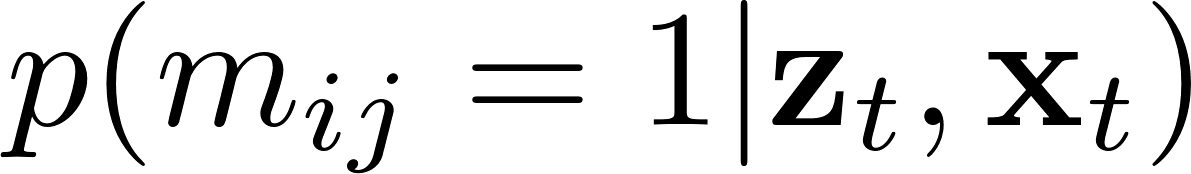 p(m_{ij} = 1|\mathbf{z}_t, \mathbf{x}_t)